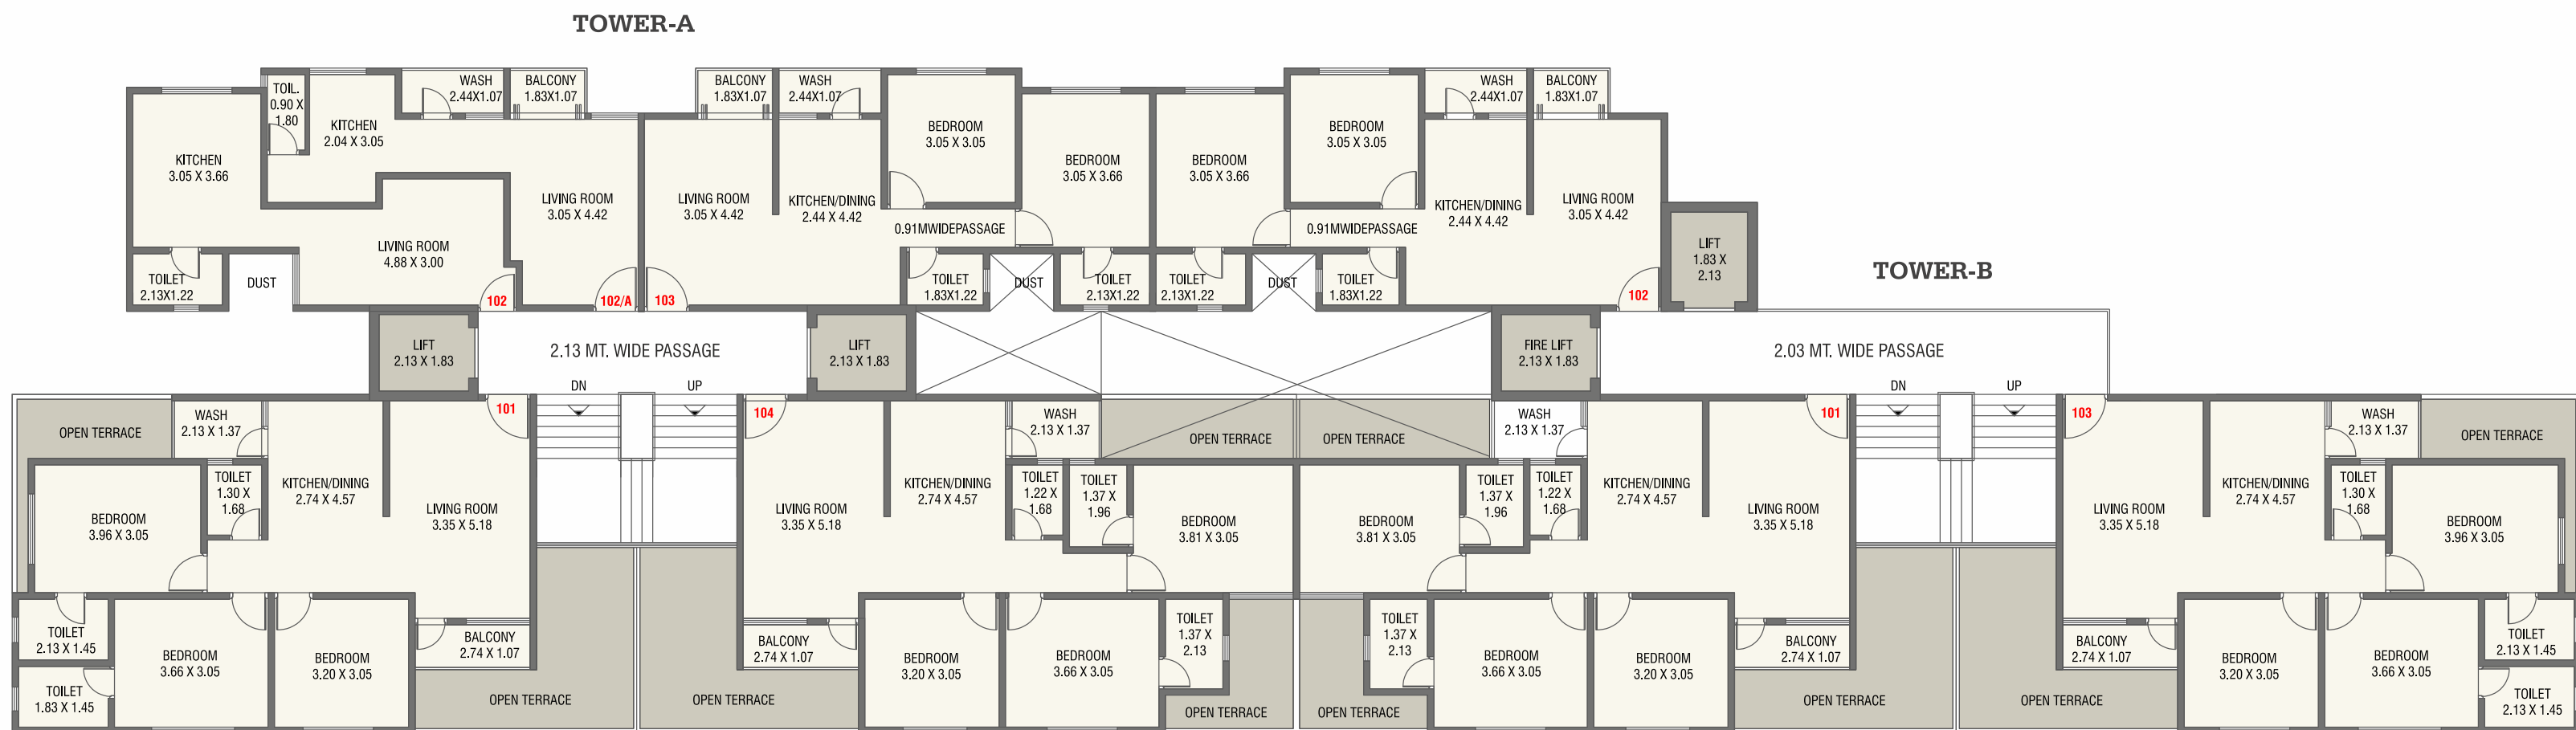 TOWER-A
TOIL.
0.90 X
1.80
KITCHEN
2.04 X 3.05
WASH
2.44X1.07
BALCONY
1.83X1.07
BALCONY
1.83X1.07
WASH
2.44X1.07
BEDROOM
3.05 X 3.05
BEDROOM
3.05 X 3.05
WASH
2.44X1.07
BALCONY
1.83X1.07
KITCHEN
3.05 X 3.66
BEDROOM
3.05 X 3.66
BEDROOM
3.05 X 3.66
LIVING ROOM
3.05 X 4.42
LIVING ROOM
3.05 X 4.42
KITCHEN/DINING
2.44 X 4.42
KITCHEN/DINING
2.44 X 4.42
LIVING ROOM
3.05 X 4.42
LIVING ROOM
4.88 X 3.00
0.91MWIDEPASSAGE
0.91MWIDEPASSAGE
LIFT
1.83 X
2.13
TOWER-B
TOILET
2.13X1.22
DUST
102
102/A
103
TOILET
1.83X1.22
DUST
TOILET
2.13X1.22
TOILET
2.13X1.22
DUST
TOILET
1.83X1.22
102
LIFT
2.13 X 1.83
2.13 MT. WIDE PASSAGE
LIFT
2.13 X 1.83
FIRE LIFT
2.13 X 1.83
2.03 MT. WIDE PASSAGE
DN
UP
DN
UP
OPEN TERRACE
WASH
2.13 X 1.37
101
104
WASH
2.13 X 1.37
OPEN TERRACE
OPEN TERRACE
WASH
2.13 X 1.37
101
103
WASH
2.13 X 1.37
OPEN TERRACE
BEDROOM
3.96 X 3.05
TOILET
1.30 X
1.68
KITCHEN/DINING
2.74 X 4.57
LIVING ROOM
3.35 X 5.18
LIVING ROOM
3.35 X 5.18
KITCHEN/DINING
2.74 X 4.57
TOILET
1.22 X
1.68
TOILET
1.37 X
1.96
BEDROOM
3.81 X 3.05
BEDROOM
3.81 X 3.05
TOILET
1.37 X
1.96
TOILET
1.22 X
1.68
KITCHEN/DINING
2.74 X 4.57
LIVING ROOM
3.35 X 5.18
LIVING ROOM
3.35 X 5.18
KITCHEN/DINING
2.74 X 4.57
TOILET
1.30 X
1.68
BEDROOM
3.96 X 3.05
TOILET
2.13 X 1.45
TOILET
1.83 X 1.45
BEDROOM
3.66 X 3.05
BEDROOM
3.20 X 3.05
BALCONY
2.74 X 1.07
OPEN TERRACE
OPEN TERRACE
BALCONY
2.74 X 1.07
BEDROOM
3.20 X 3.05
BEDROOM
3.66 X 3.05
TOILET
1.37 X
2.13
OPEN TERRACE
OPEN TERRACE
TOILET
1.37 X
2.13
BEDROOM
3.66 X 3.05
BEDROOM
3.20 X 3.05
BALCONY
2.74 X 1.07
OPEN TERRACE
OPEN TERRACE
BALCONY
2.74 X 1.07
BEDROOM
3.20 X 3.05
BEDROOM
3.66 X 3.05
TOILET
2.13 X 1.45
TOILET
2.13 X 1.45